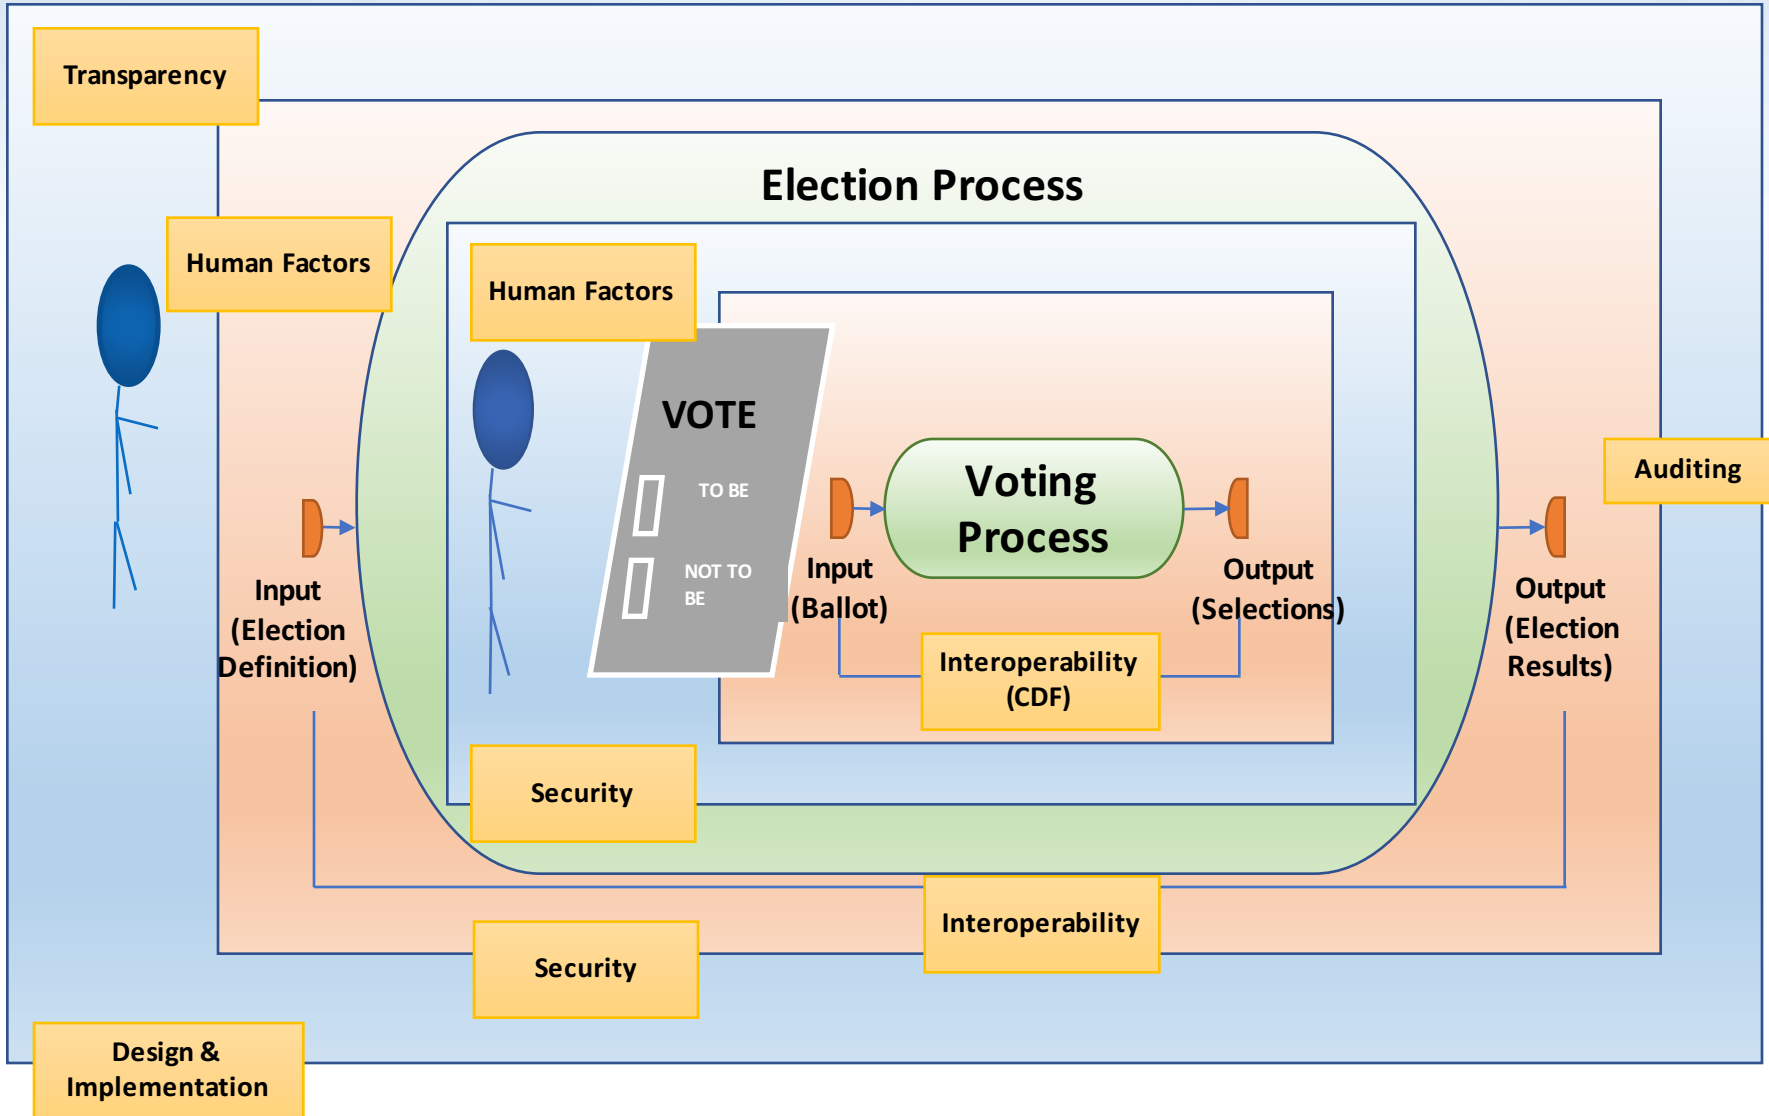 Transparency
Election Process
Human Factors
Human Factors
VOTE
TO BE
NOT TO
BE
Voting
Process
Input
(Ballot)
Output
(Selections)
Interoperability
(CDF)
Auditing
Input
(Election
Definition)
Output
(Election
Results)
Security
Interoperability
Security
Design &
Implementation